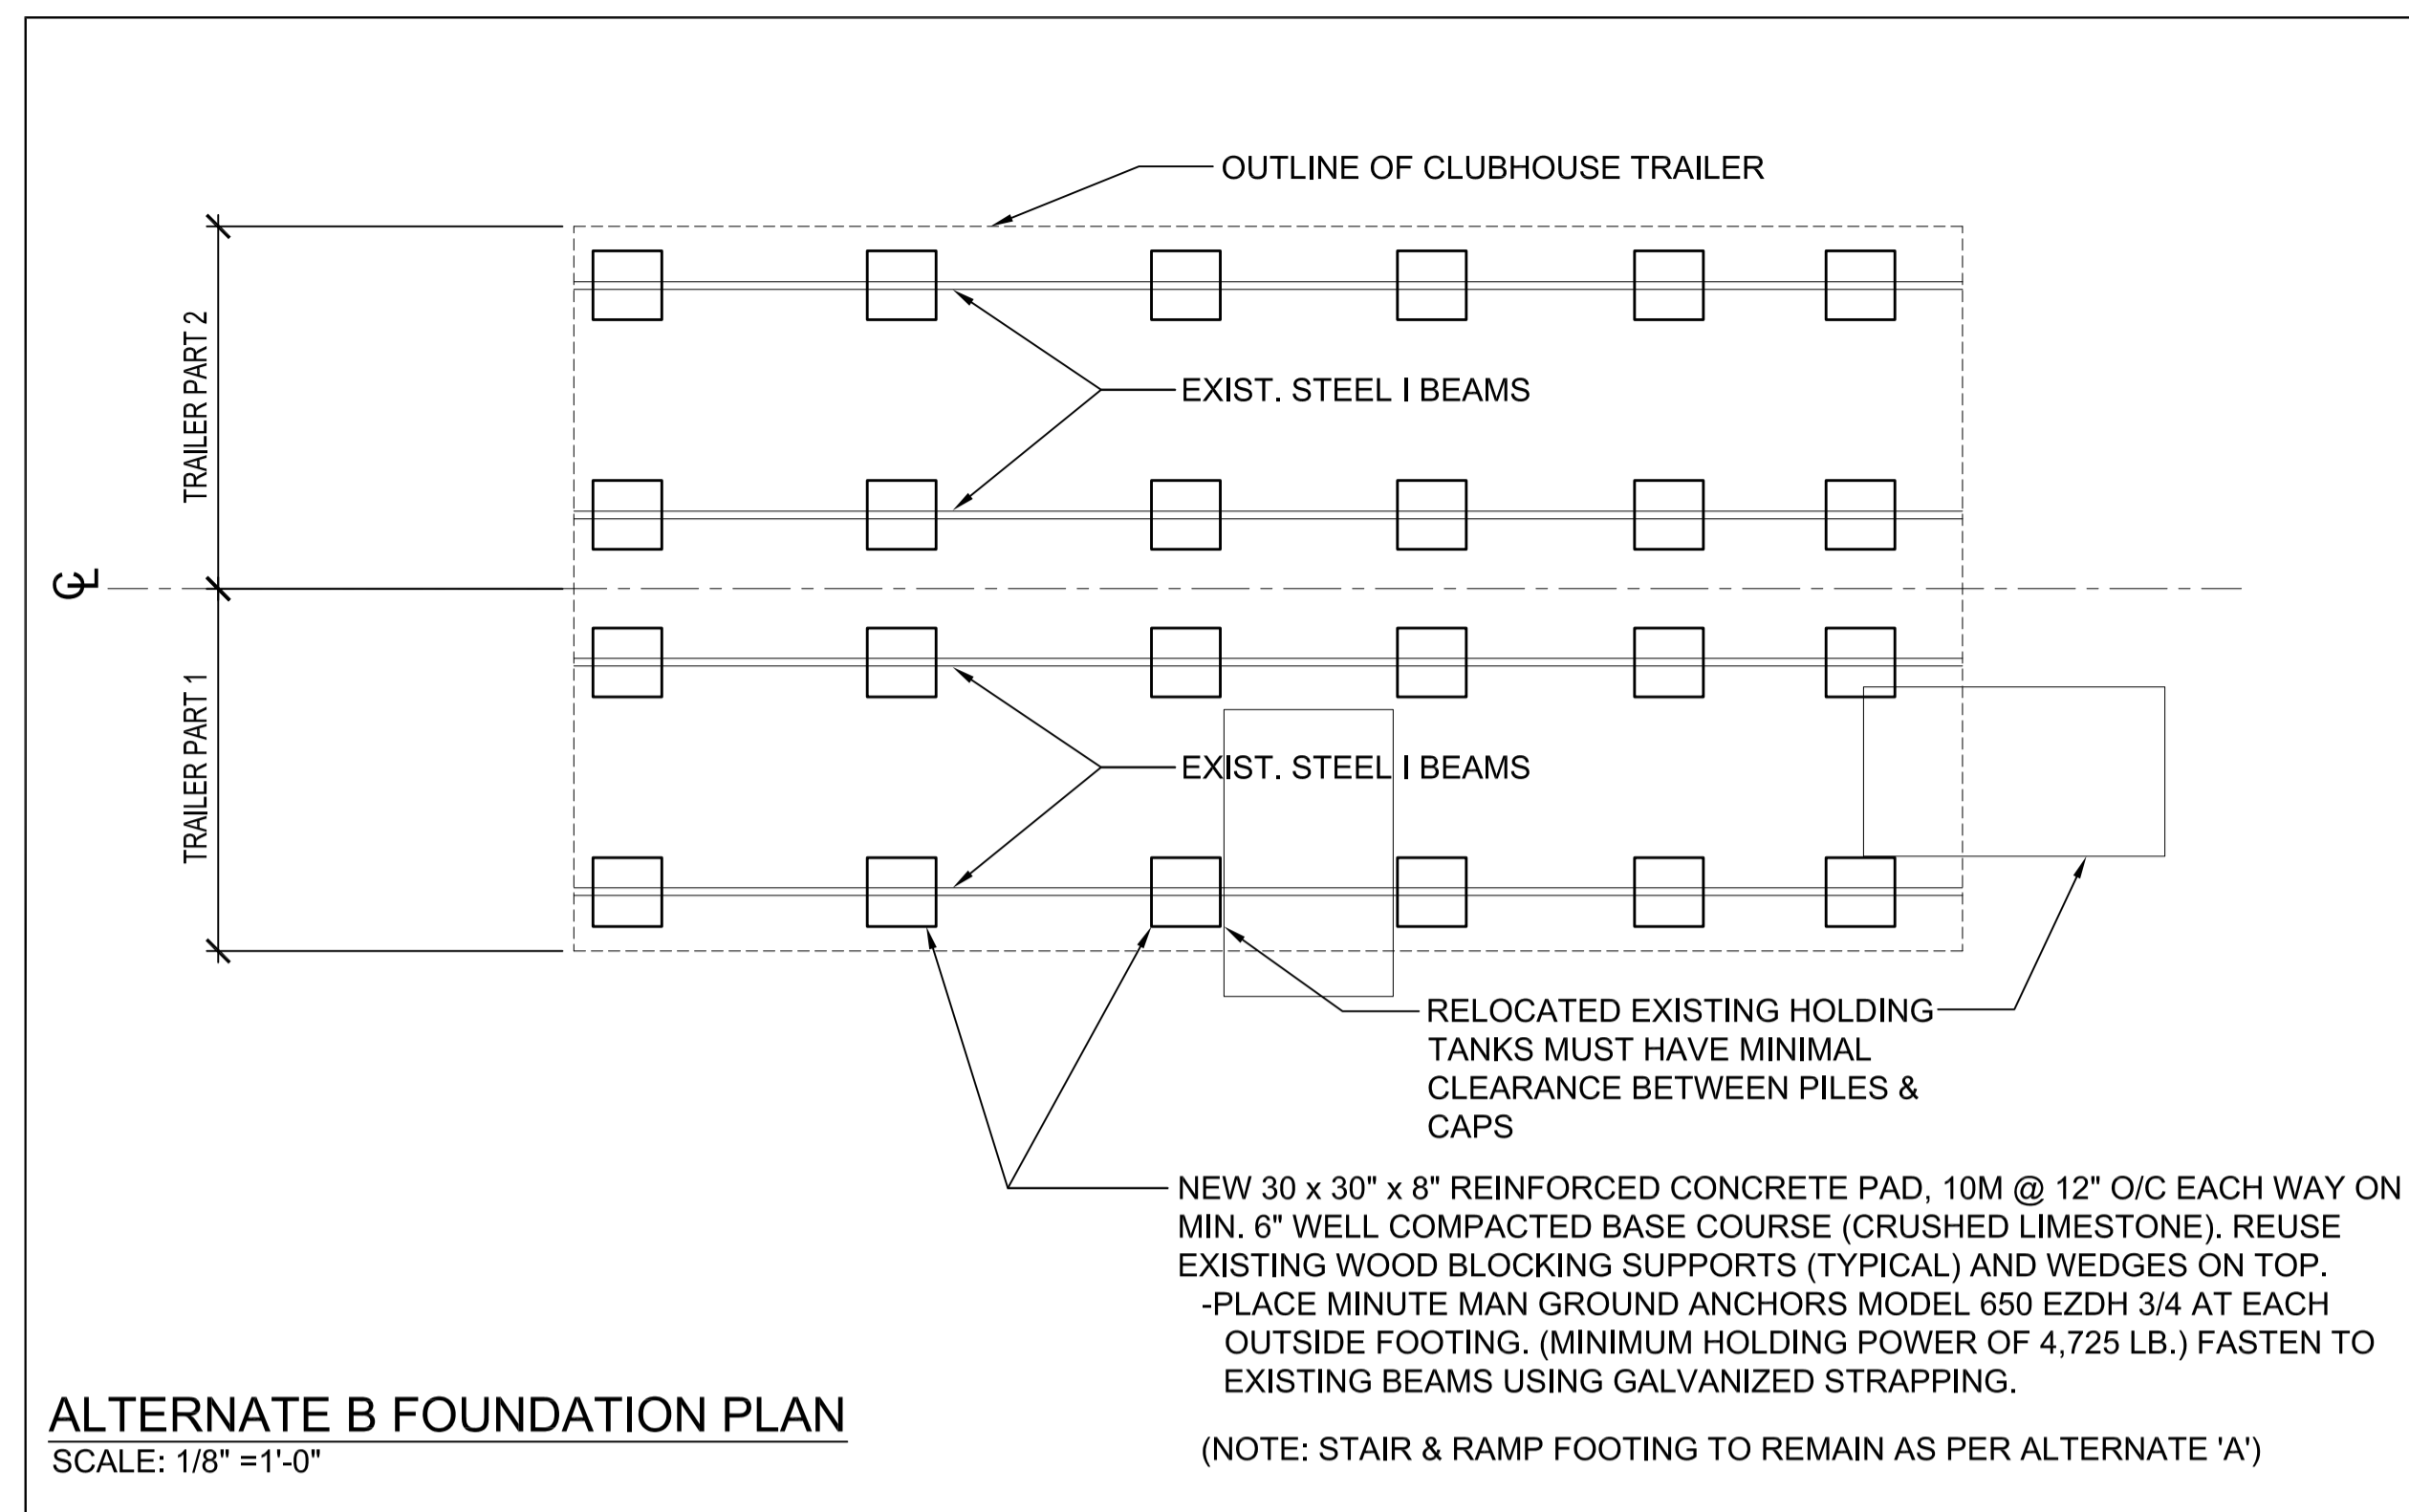 OUTLINE OF CLUBHOUSE TRAILER
TRAILER PART 2
EXIST. STEEL I BEAMS
CL
TRAILER PART 1
EXIST. STEEL I BEAMS
RELOCATED EXISTING HOLDING
TANKS MUST HAVE MINIMAL
CLEARANCE BETWEEN PILES &
CAPS
NEW 30 x 30" x 8" REINFORCED CONCRETE PAD, 10M @ 12" O/C EACH WAY ON
MIN. 6" WELL COMPACTED BASE COURSE (CRUSHED LIMESTONE). REUSE
EXISTING WOOD BLOCKING SUPPORTS (TYPICAL) AND WEDGES ON TOP.
-PLACE MINUTE MAN GROUND ANCHORS MODEL 650 EZDH 3/4 AT EACH
OUTSIDE FOOTING. (MINIMUM HOLDING POWER OF 4,725 LB.) FASTEN TO
EXISTING BEAMS USING GALVANIZED STRAPPING.
(NOTE: STAIR & RAMP FOOTING TO REMAIN AS PER ALTERNATE 'A')
ALTERNATE B FOUNDATION PLAN
SCALE: 1/8" =1'-0"